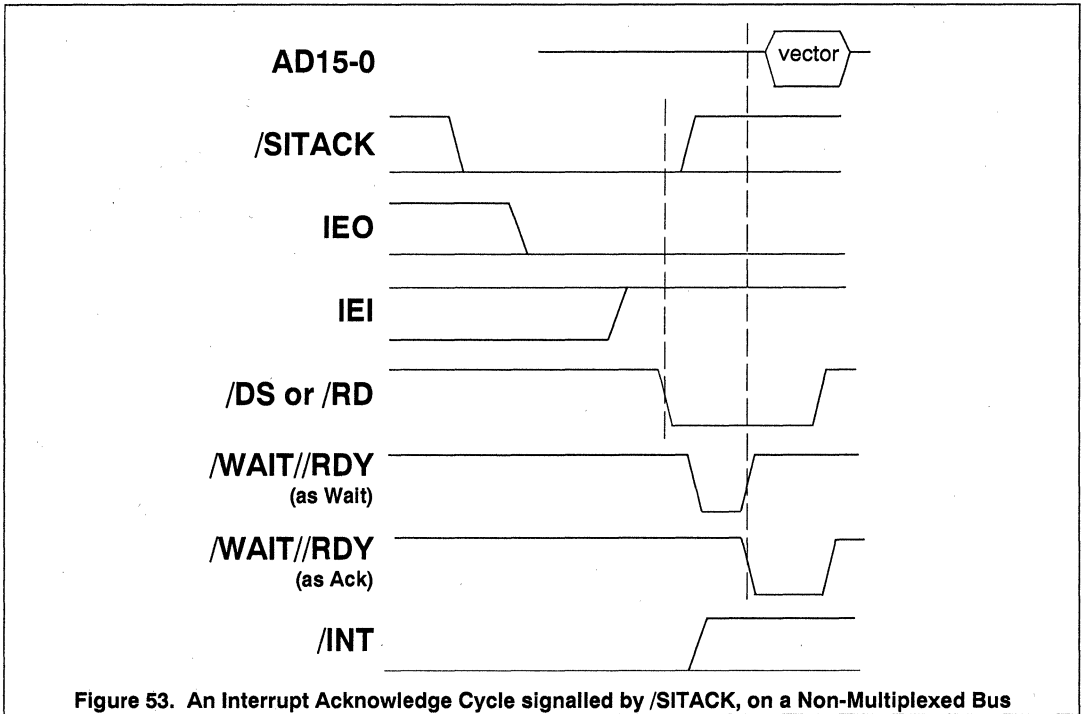 AD15-0
vector
/SITACK
IEO
IEI
/DS or /RD
/WAIT//RDY
(as Wait)
/WAIT//RDY
(as Ack)
/INT
Figure 53. An Interrupt Acknowledge Cycle signalled by /SITACK, on a Non-Multiplexed Bus